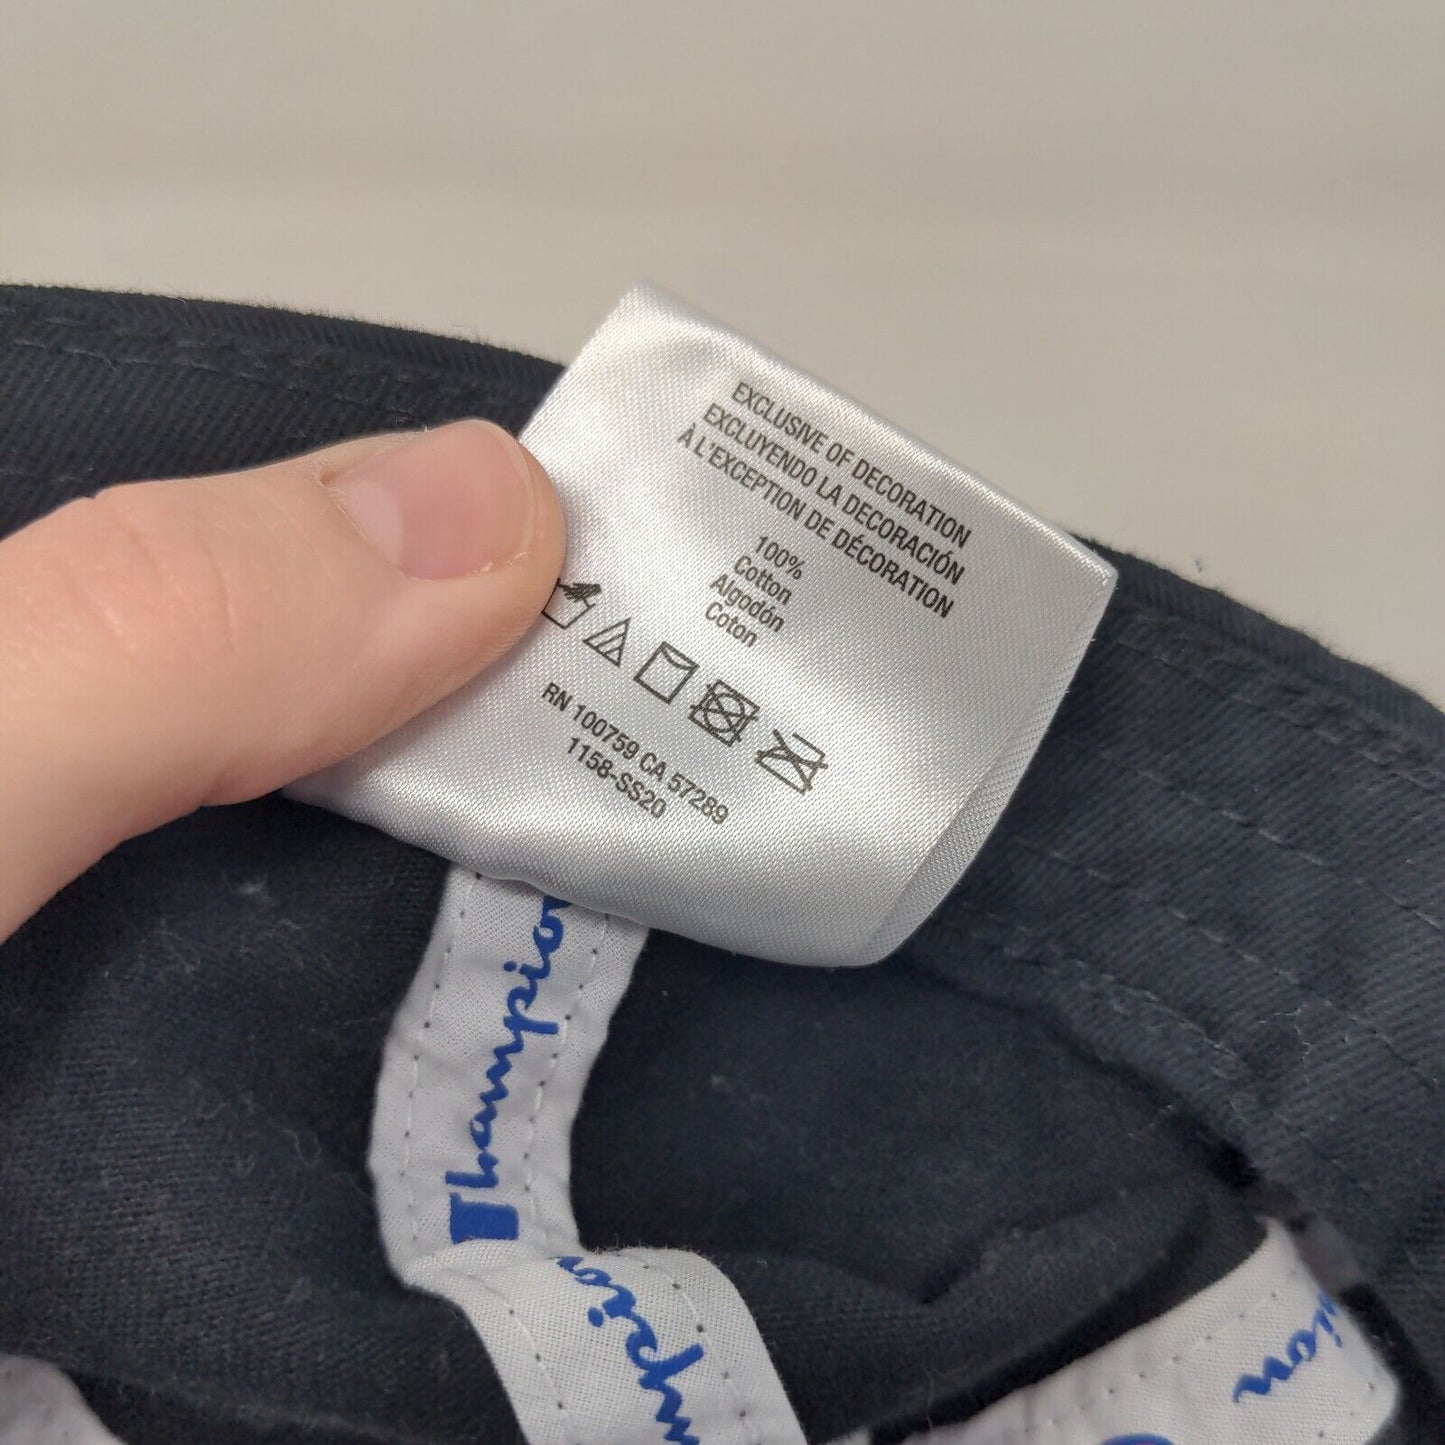 EXCLUSIVE OF DECORATION
EXCLUYENDO LA DECORACIÓN
À L'EXCEPTION DE DÉCORATION
100%
Cotton
Algodón
Coton
RN 100759 CA 57289
1158-SS20
Champion